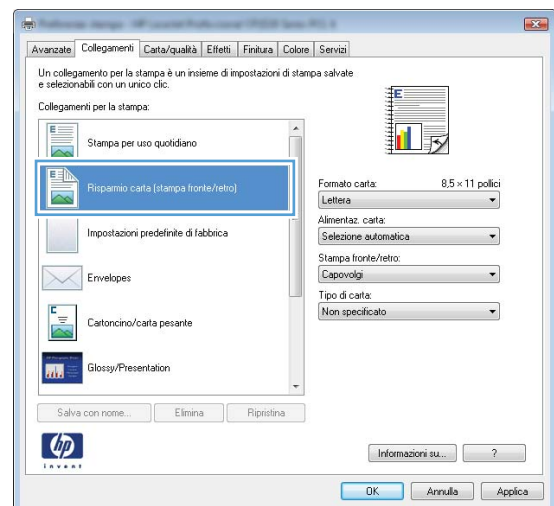 Avanzate Collegamenti Carta/qualità Effetti Finitura Colore Servizi
Un collegamento per la stampa è un insieme di impostazioni di stampa salvate
e selezionabili con un unico clic.
Collegamenti per la stampa:
Stampa per uso quotidiano
Risparmio carta (stampa fronte/retro)
Impostazioni predefinite di fabbrica
Envelopes
Cartoncino/carta pesante
Glossy/Presentation
Salva con nome... Elimina Ripristina
E
Formato carta: 8,5 × 11 pollici
Lettera
Alimentaz. carta:
Selezione automatica
Stampa fronte/retro:
Capovolgi
Tipo di carta:
Non specificato
hp
invent
Informazioni su... ?
OK Annulla Applica